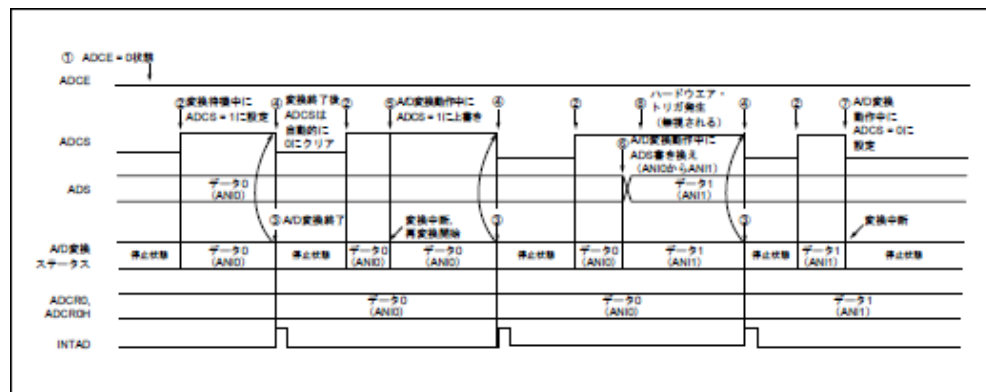 ① ADCE = 0状態
ADCE
②変換待機中に
ADCS = 1に設定
④ 変換終了後
ADCSは
自動的に
0にクリア
②
⑤A/D変換動作中に
ADCS = 1に上書き
④
②
⑧ ハードウエア・
トリガ発生
(無視される)
④
②
⑦A/D変換
動作中に
ADCS = 0に
設定
ADCS
⑥A/D変換動作中に
ADS書き換え
(ANI0からANI1)
ADS
データ0
(ANI0)
データ1
(ANI1)
③A/D変換終了
変換中断,
再変換開始
③
③
変換中断
A/D変換
ステータス
停止状態
データ0
(ANI0)
停止状態
データ0
(ANI0)
データ0
(ANI0)
停止状態
データ0
(ANI0)
データ1
(ANI1)
停止状態
データ1
(ANI1)
停止状態
ADCR0,
ADCR0H
データ0
(ANI0)
データ0
(ANI0)
データ1
(ANI1)
INTAD